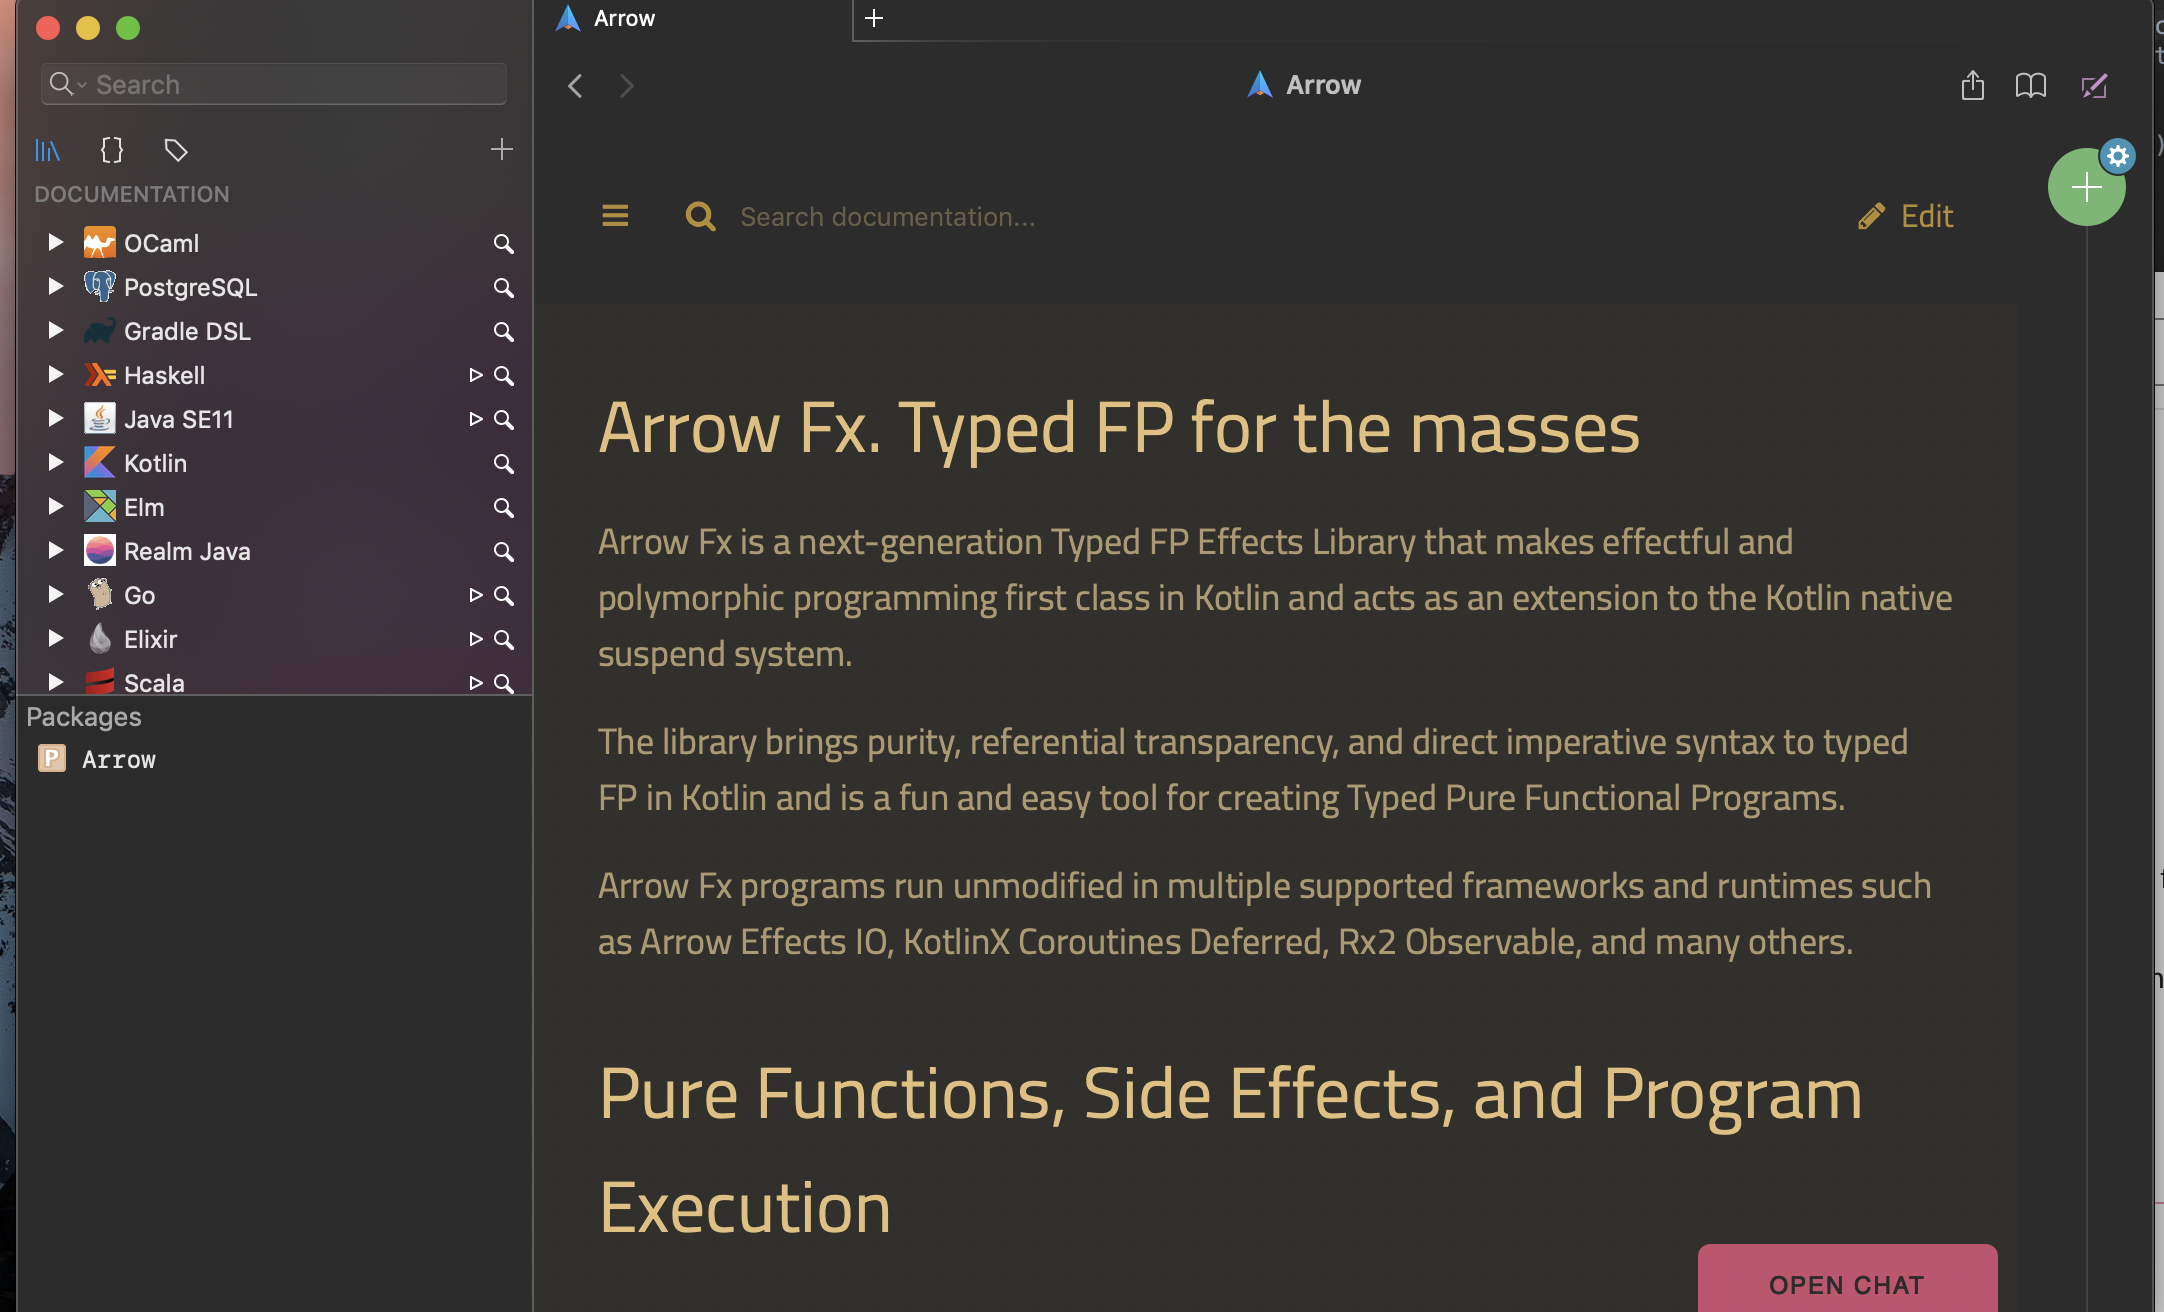 Arrow
Search
Arrow
DOCUMENTATION
Search documentation...
Edit
OCaml
PostgreSQL
Gradle DSL
Haskell
Java SE11
Kotlin
Elm
Realm Java
Go
Elixir
Scala
Packages
P Arrow
Arrow Fx. Typed FP for the masses
Arrow Fx is a next-generation Typed FP Effects Library that makes effectful and
polymorphic programming first class in Kotlin and acts as an extension to the Kotlin native
suspend system.
The library brings purity, referential transparency, and direct imperative syntax to typed
FP in Kotlin and is a fun and easy tool for creating Typed Pure Functional Programs.
Arrow Fx programs run unmodified in multiple supported frameworks and runtimes such
as Arrow Effects IO, KotlinX Coroutines Deferred, Rx2 Observable, and many others.
Pure Functions, Side Effects, and Program
Execution
OPEN CHAT